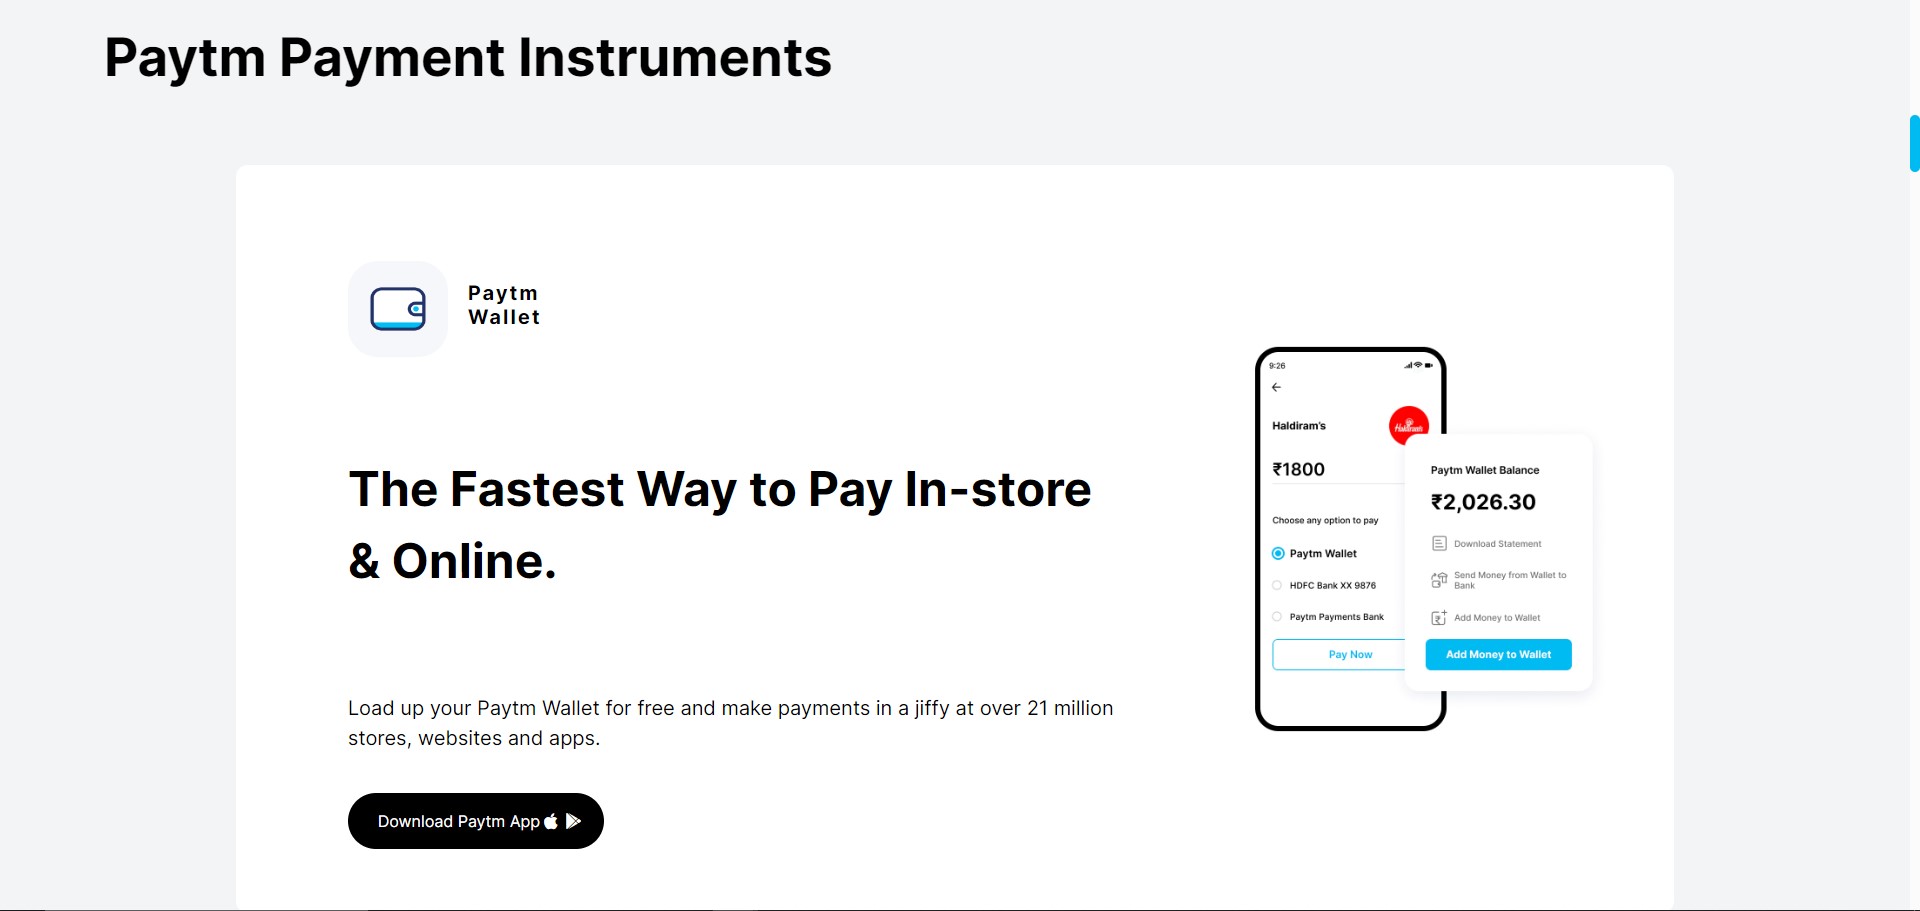 Paytm Payment Instruments
Paytm
Wallet
The Fastest Way to Pay In-store
& Online.
Load up your Paytm Wallet for free and make payments in a jiffy at over 21 million
stores, websites and apps.
Download Paytm App
9:26
Haldiram's
Haldiram's
₹1800
Choose any option to pay
Paytm Wallet
HDFC Bank XX 9876
Paytm Payments Bank
Pay Now
Paytm Wallet Balance
₹2,026.30
Download Statement
Send Money from Wallet to
Bank
Add Money to Wallet
Add Money to Wallet